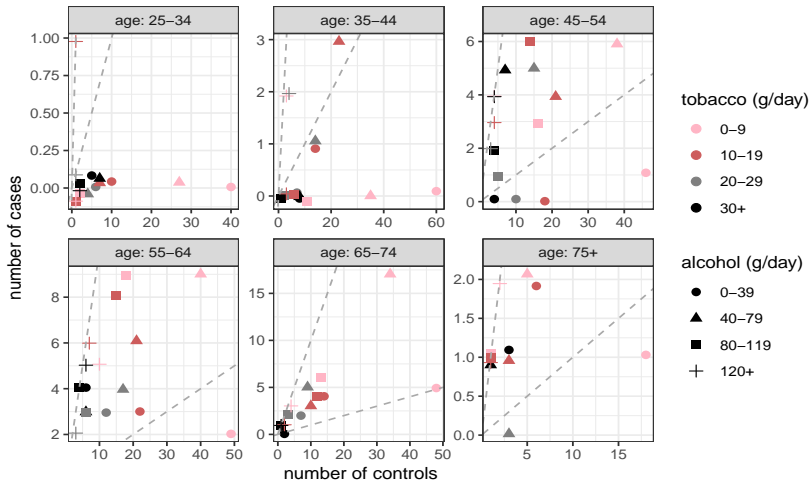 age: 25−34
age: 35−44
age: 45−54
1.00
0.75
0.50
0.25
0.00
3
2
1
0
6
4
2
0
0 10 20 30 40
0 20 40 60
10 20 30 40
number of cases
age: 55−64
age: 65−74
age: 75+
8
6
4
2
15
10
5
0
2.0
1.5
1.0
0.5
0.0
10 20 30 40 50
0 10 20 30 40 50
5 10 15
number of controls
tobacco (g/day)
0−9
10−19
20−29
30+
alcohol (g/day)
0−39
40−79
80−119
120+